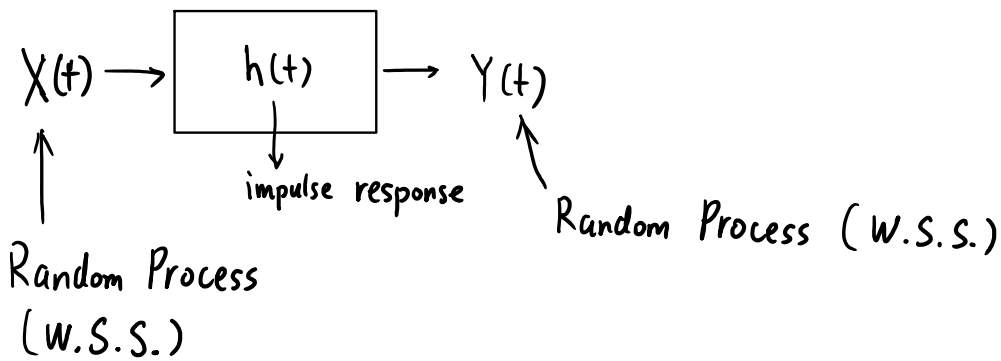 X(t)
h(t)
Y(t)
impulse response
Random Process (W.S.S.)
Random Process
(W.S.S.)